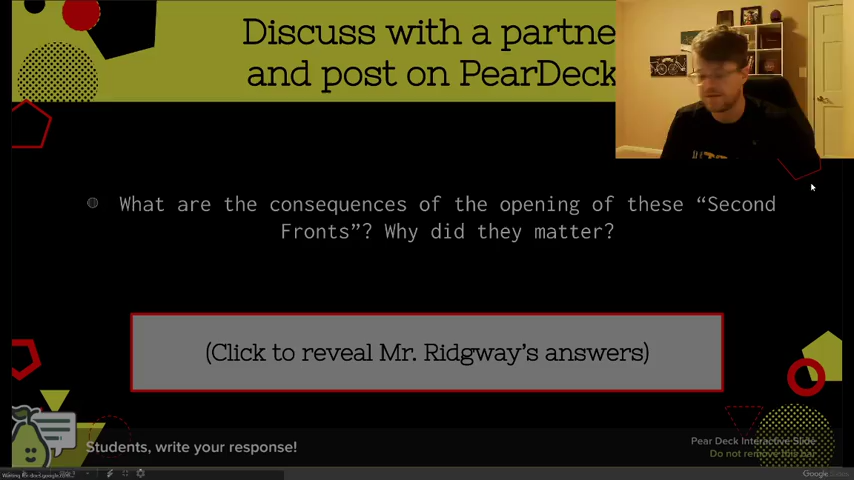 Discuss with a partne
and post on PearDeck
What are the consequences of the opening of these “Second
Fronts”? Why did they matter?
(Click to reveal Mr. Ridgway’s answers)
Students, write your response!
Pear Deck Interactive Slide
Do not remove this bar
Google Slides